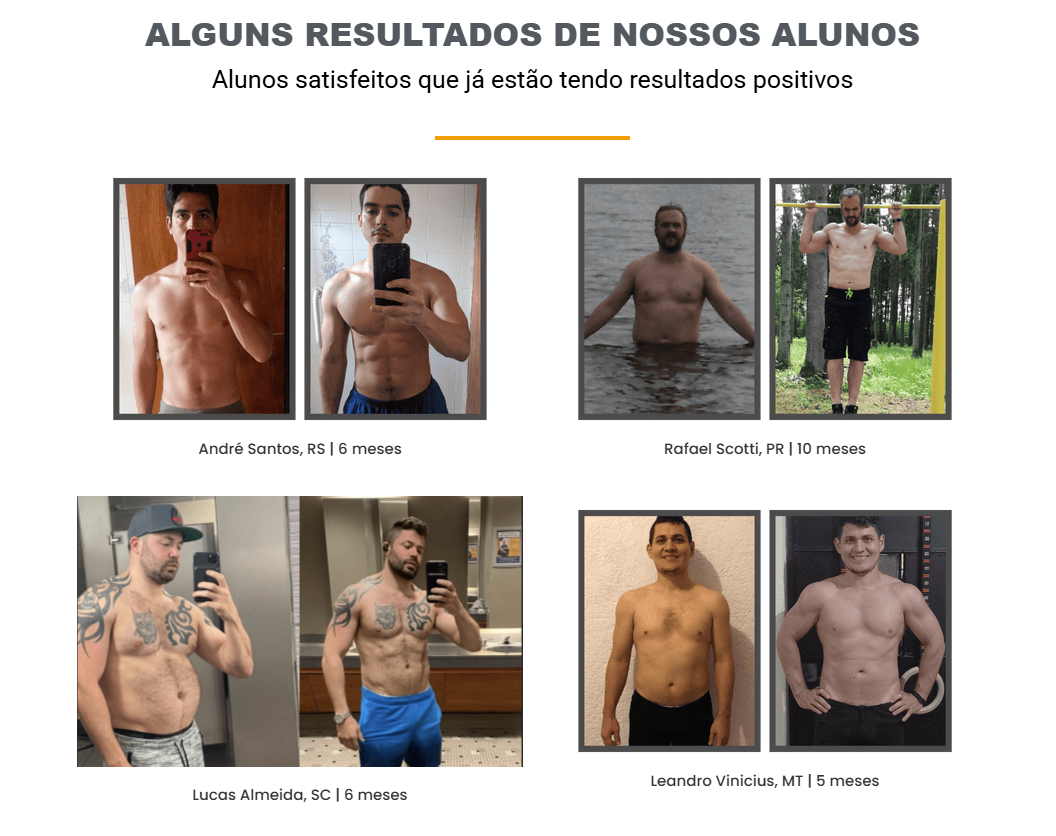 ALGUNS RESULTADOS DE NOSSOS ALUNOS
Alunos satisfeitos que já estão tendo resultados positivos
André Santos, RS | 6 meses
Rafael Scotti, PR | 10 meses
Lucas Almeida, SC | 6 meses
Leandro Vinicius, MT | 5 meses